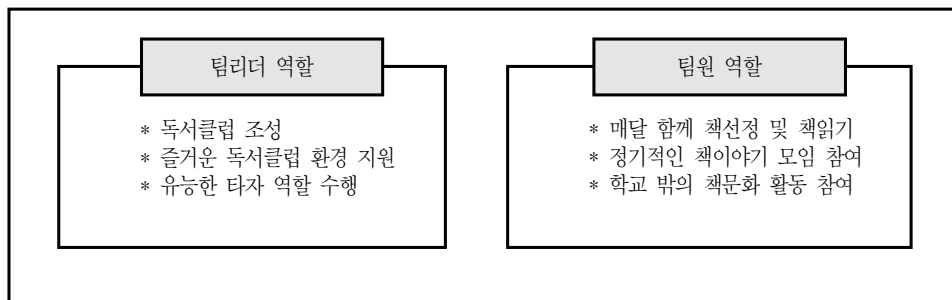 팀리더 역할
* 독서클럽 조성
* 즐거운 독서클럽 환경 지원
* 유능한 타자 역할 수행
팀원 역할
* 매달 함께 책선정 및 책읽기
* 정기적인 책이야기 모임 참여
* 학교 밖의 책문화 활동 참여